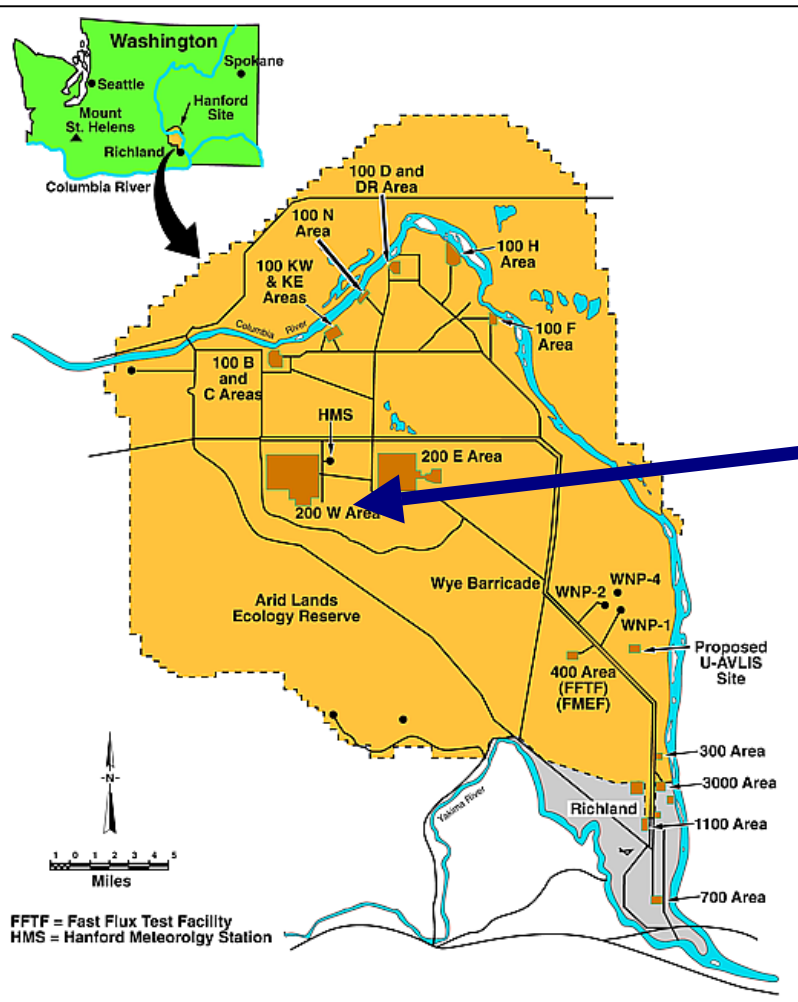 Washington
Spokane
Seattle
Hanford
Site
Mount
St. Helens
Richland
Columbia River
100 D and
DR Area
100 N
Area
100 H
Area
100 KW
& KE
Areas
Columbia River
100 F
Area
100 B
and
C Areas
HMS
200 E Area
200 W Area
Wye Barricade
WNP-4
WNP-2
WNP-1
Arid Lands
Ecology Reserve
Proposed
U-AVLIS
Site
400 Area
(FFTF)
(FMEF)
-N-
300 Area
3000 Area
Richland
1100 Area
Yakima River
700 Area
1 0 1 2 3 4 5
Miles
FFTF = Fast Flux Test Facility
HMS = Hanford Meteorolgy Station